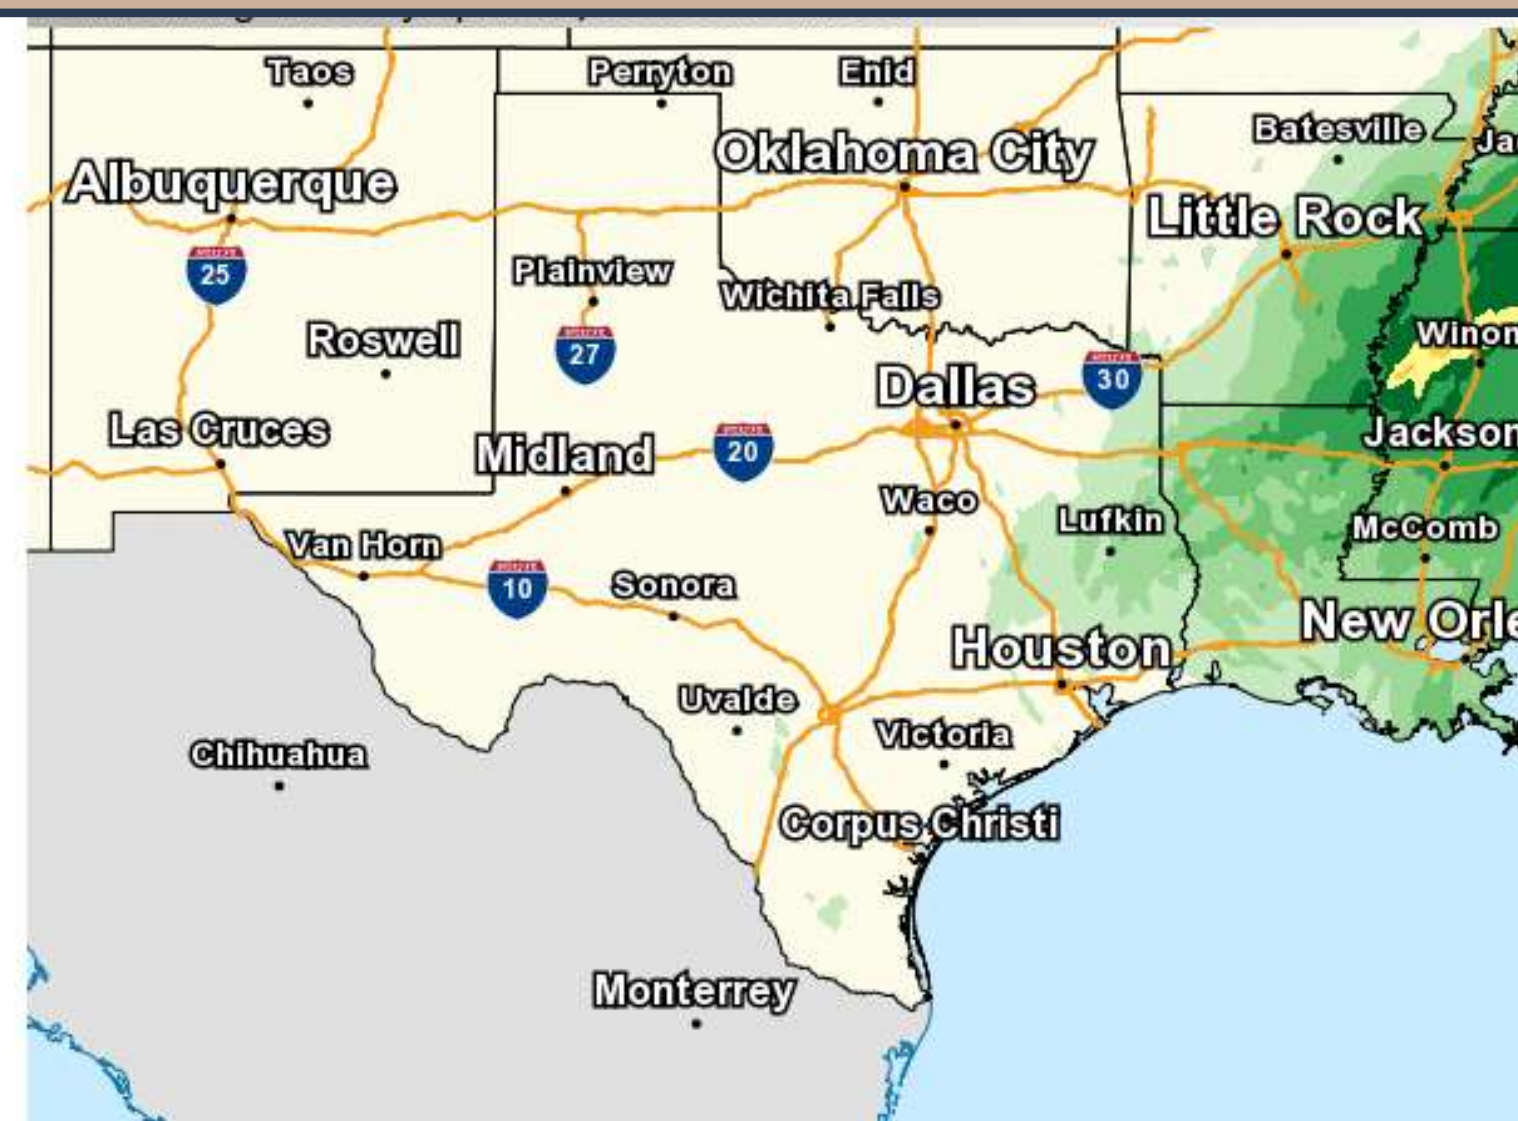 Taos
Perryton
Enid
Batesville
Oklahoma City
Albuquerque
Little Rock
25
Plainview
Wichita Falls
Roswell
27
Winon
Dallas
30
Las Cruces
Midland
20
Jackson
Waco
Lufkin
McComb
Van Horn
10
Sonora
New Orle
Houston
Uvalde
Victoria
Chihuahua
Corpus Christi
Monterrey